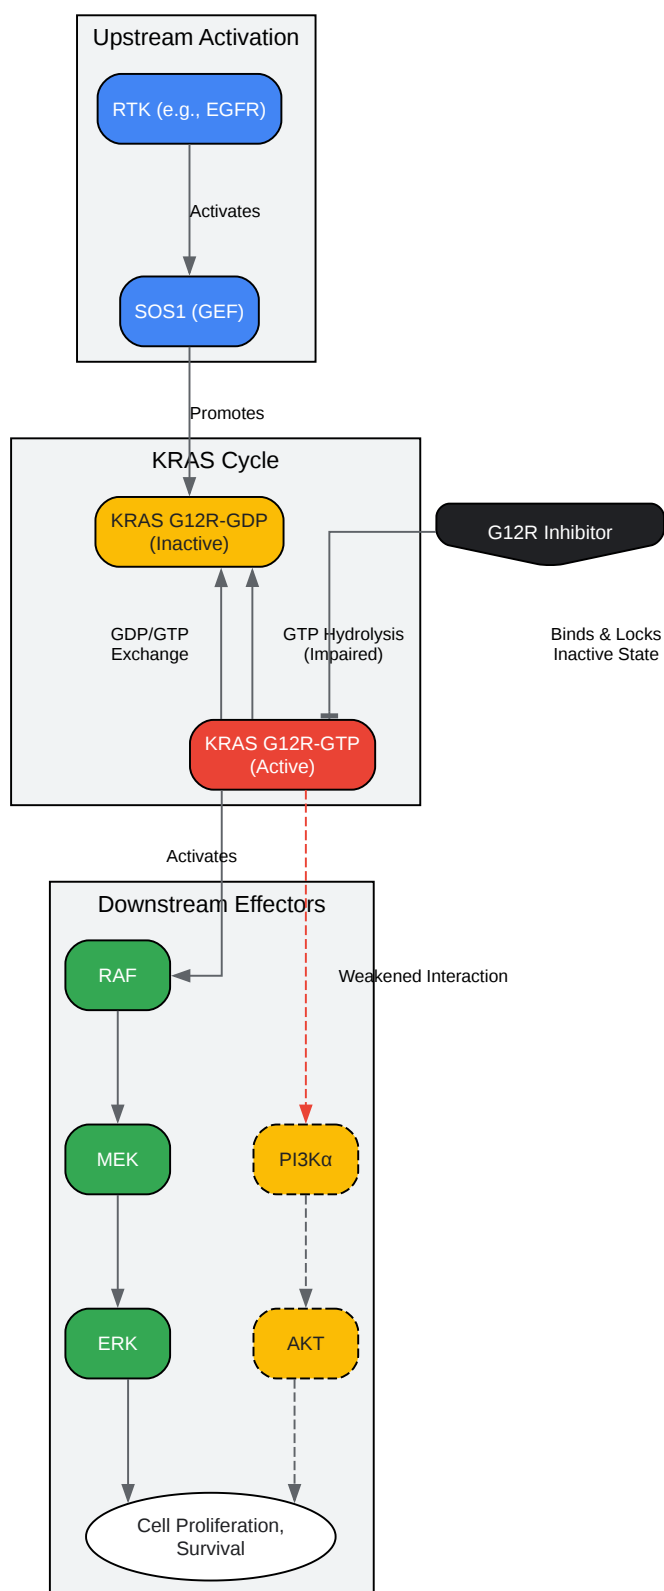 Upstream Activation
RTK (e.g., EGFR)
Activates
SOS1 (GEF)
Promotes
KRAS Cycle
KRAS G12R-GDP
(Inactive)
G12R Inhibitor
GDP/GTP
Exchange
GTP Hydrolysis
(Impaired)
Binds & Locks
Inactive State
KRAS G12R-GTP
(Active)
Activates
Downstream Effectors
RAF
Weakened Interaction
MEK
PI3Kα
ERK
AKT
Cell Proliferation,
Survival